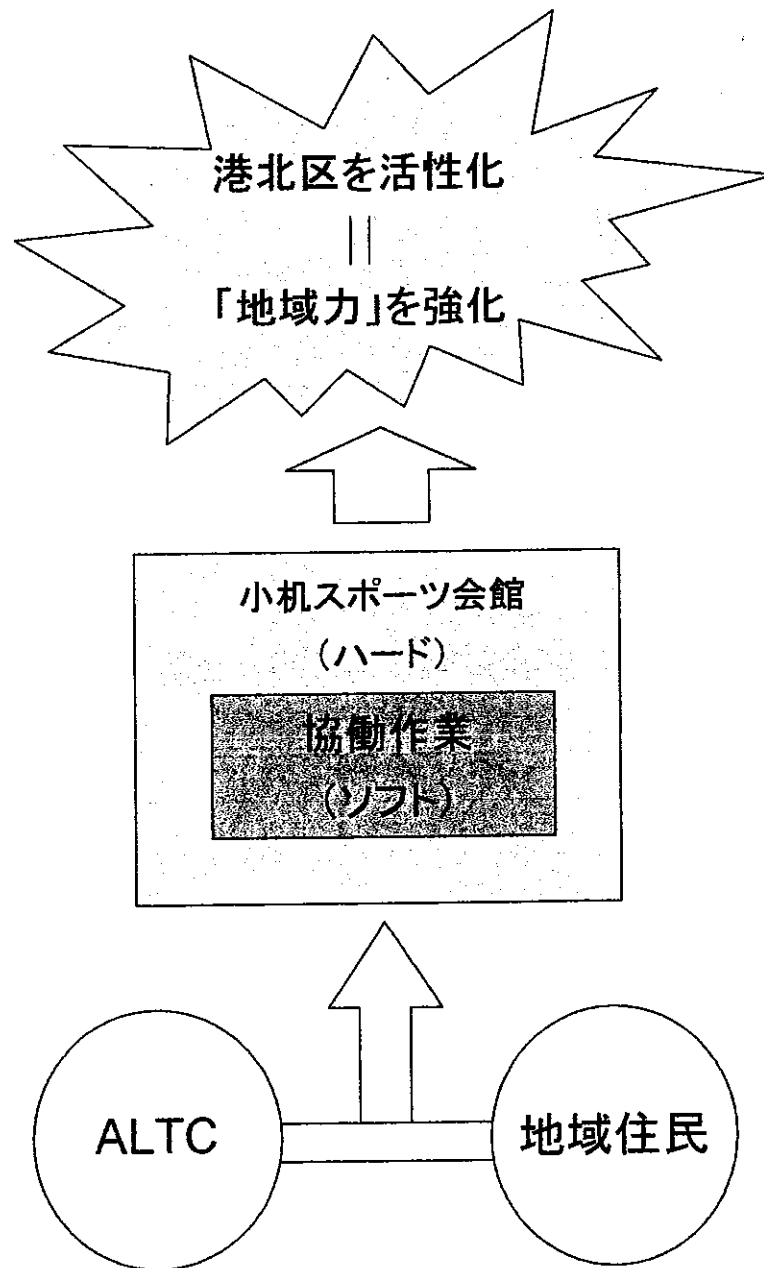 港北区を活性化
||
「地域力」を強化
小机スポーツ会館
(ハード)
協働作業
(ソフト)
ALTC
地域住民